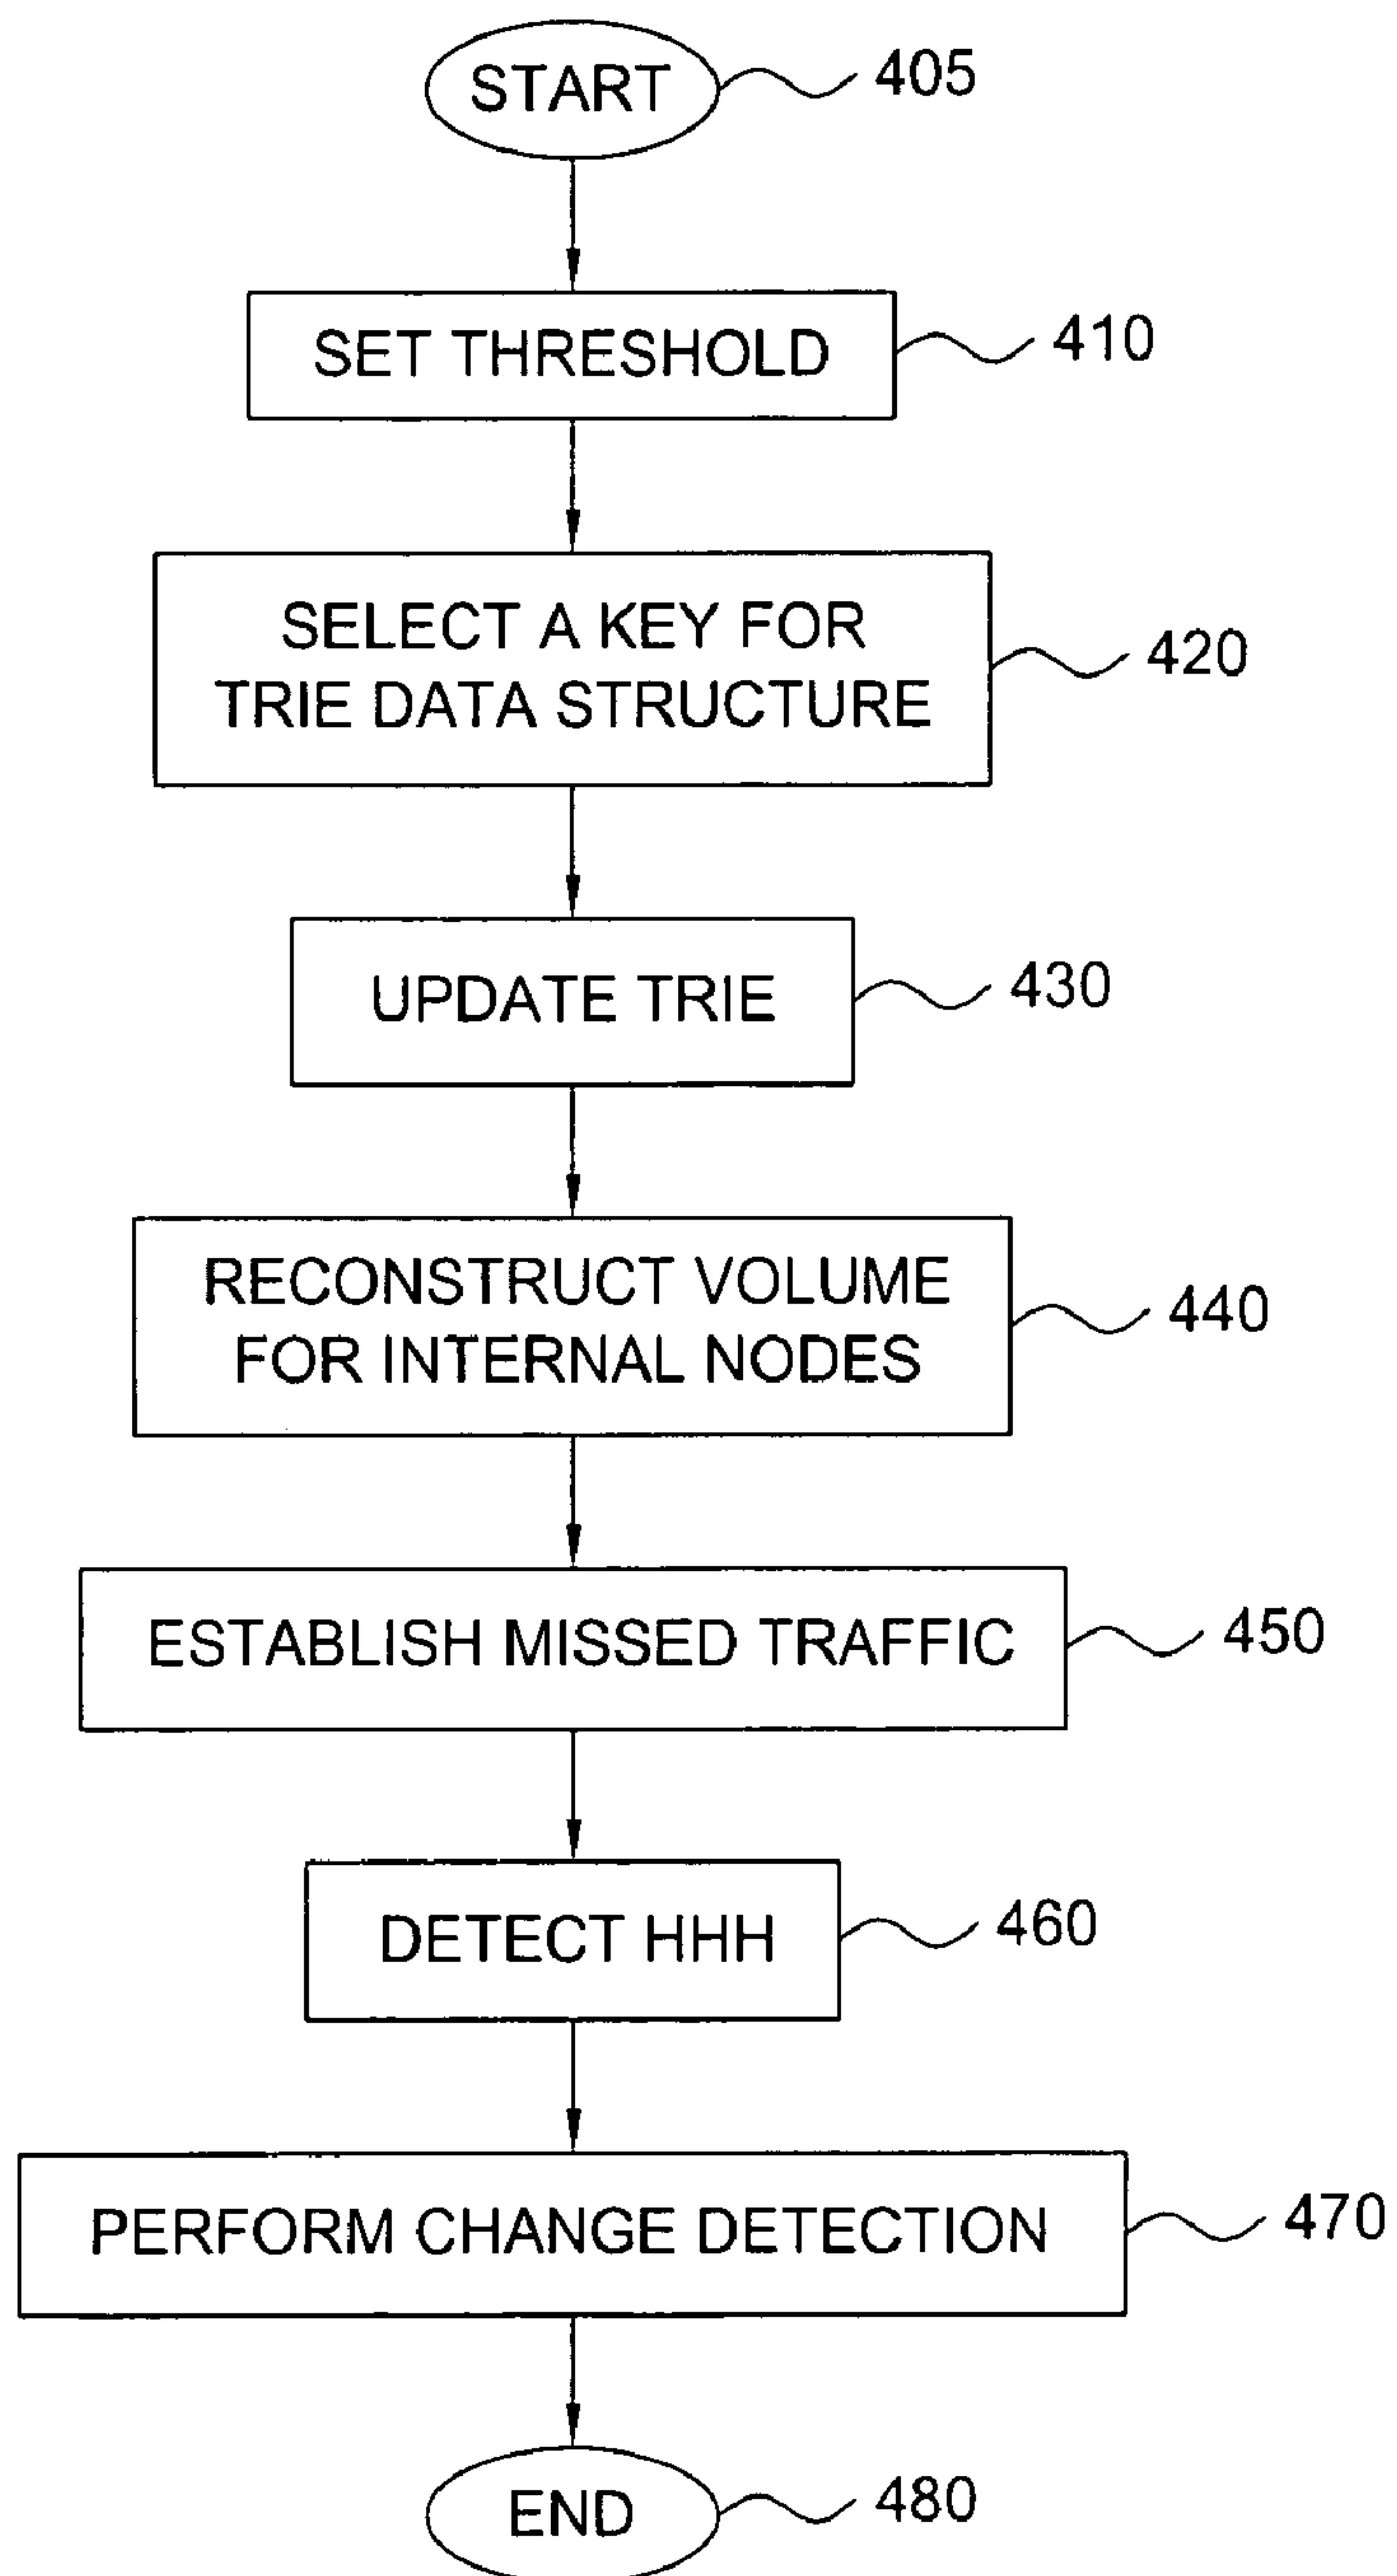 START
405
SET THRESHOLD
410
SELECT A KEY FOR
TRIE DATA STRUCTURE
420
UPDATE TRIE
430
RECONSTRUCT VOLUME
FOR INTERNAL NODES
440
ESTABLISH MISSED TRAFFIC
450
DETECT HHH
460
PERFORM CHANGE DETECTION
470
END
480